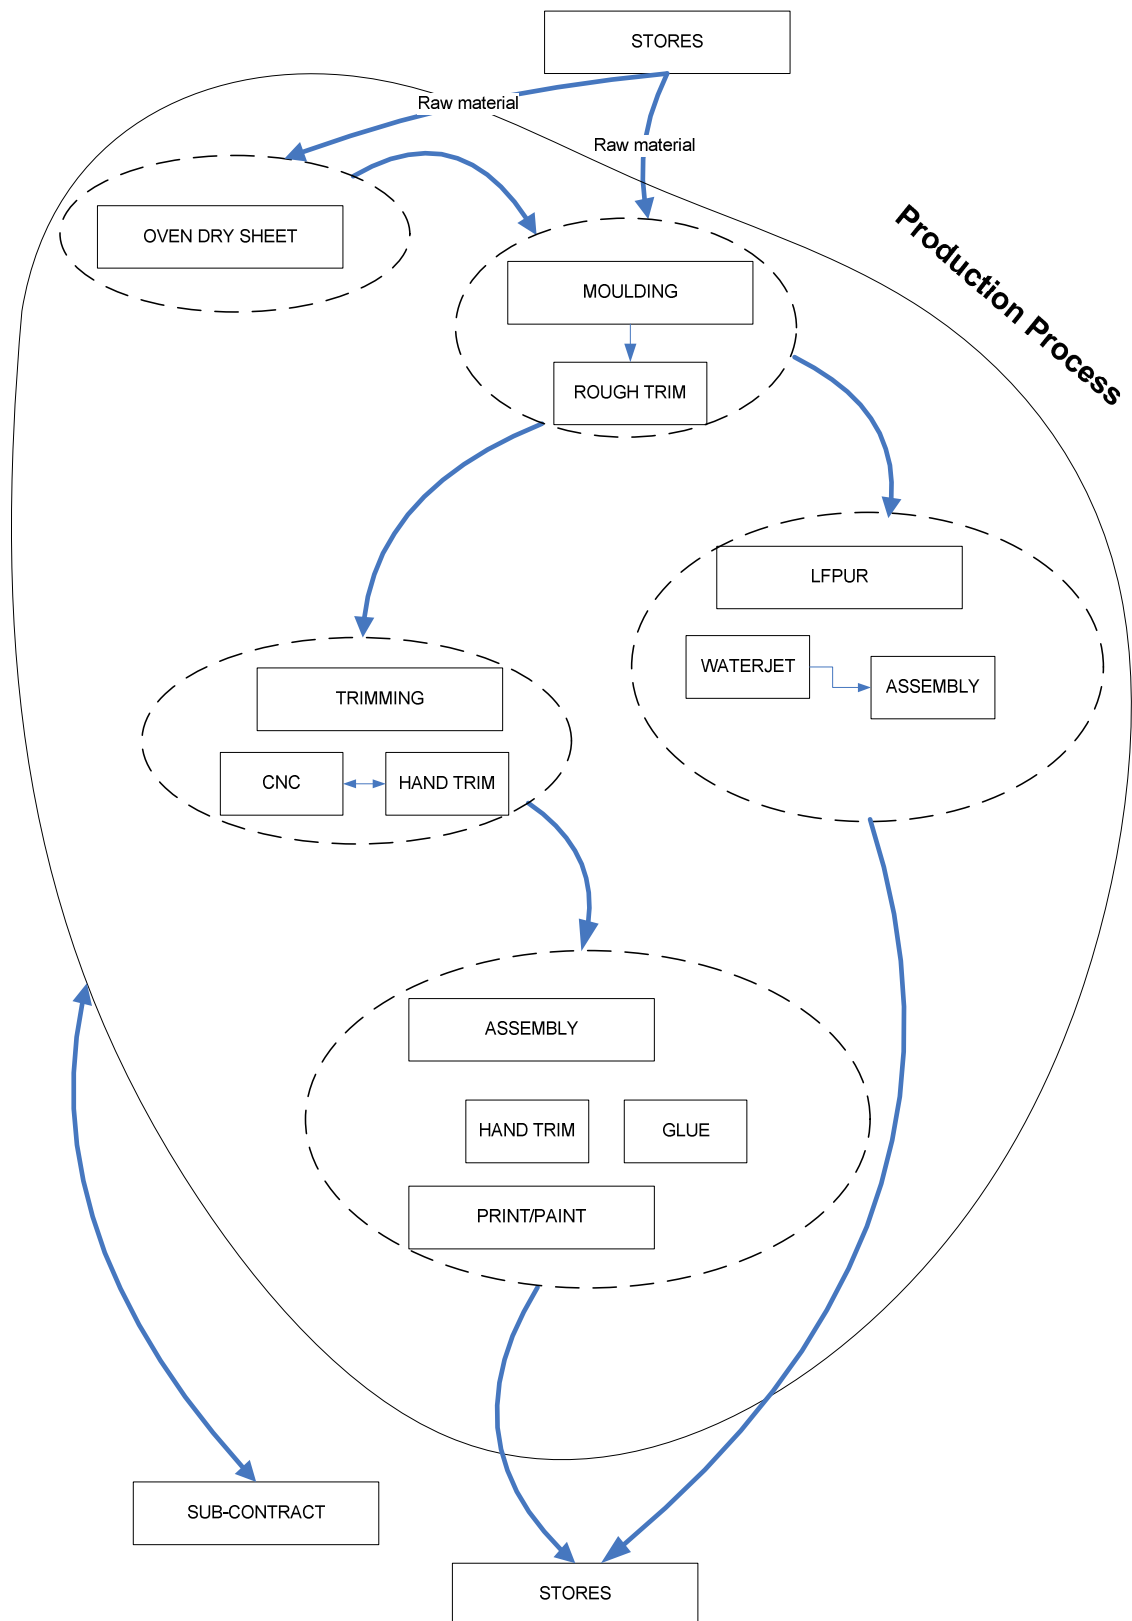 STORES
Raw material
Raw material
Production Process
OVEN DRY SHEET
MOULDING
ROUGH TRIM
LFPUR
WATERJET
ASSEMBLY
TRIMMING
CNC
HAND TRIM
ASSEMBLY
HAND TRIM
GLUE
PRINT/PAINT
SUB-CONTRACT
STORES